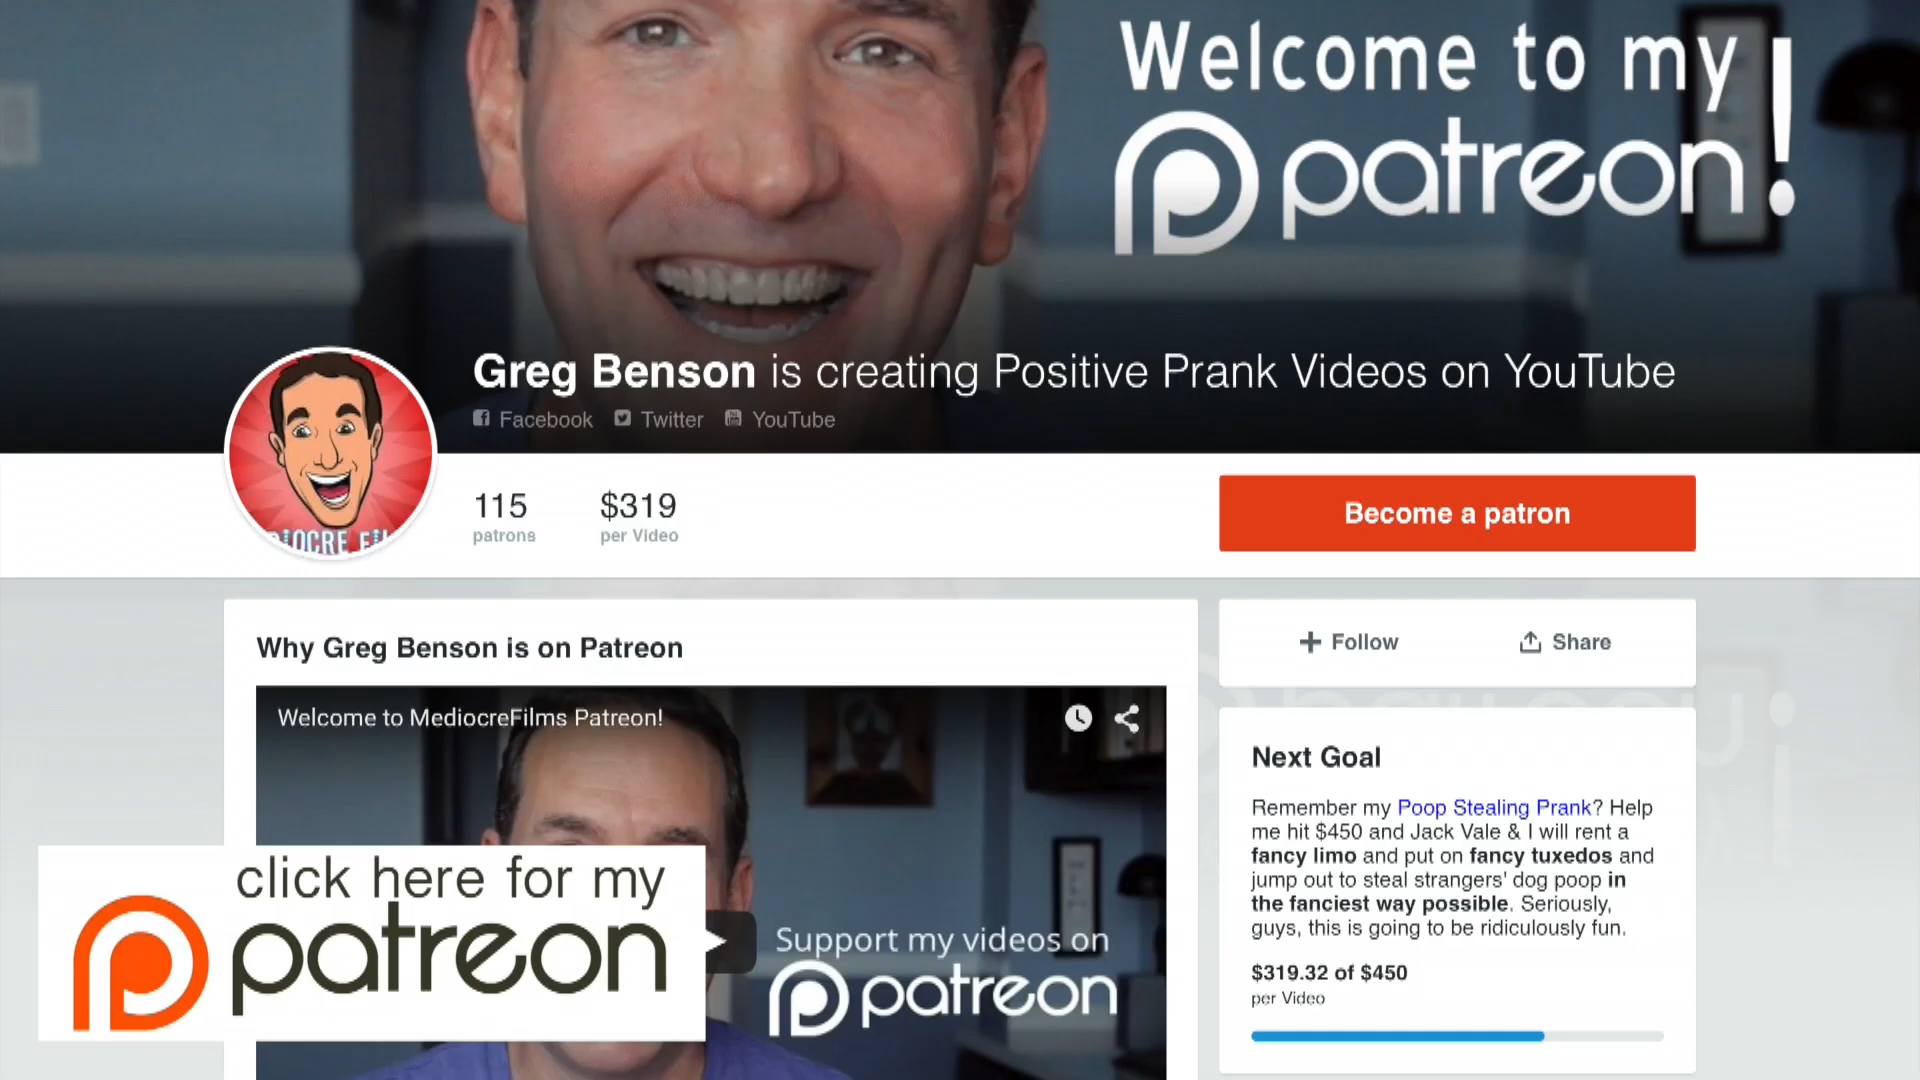 Welcome to my
patreon!
Greg Benson is creating Positive Prank Videos on YouTube
Facebook Twitter YouTube
115
patrons
$319
per Video
Become a patron
Why Greg Benson is on Patreon
Follow
Share
Welcome to MediocreFilms Patreon!
Next Goal
Remember my Poop Stealing Prank? Help
me hit $450 and Jack Vale & I will rent a
fancy limo and put on fancy tuxedos and
jump out to steal strangers' dog poop in
the fanciest way possible. Seriously,
guys, this is going to be ridiculously fun.
$319.32 of $450
per Video
click here for my
patreon
Support my videos on
patreon